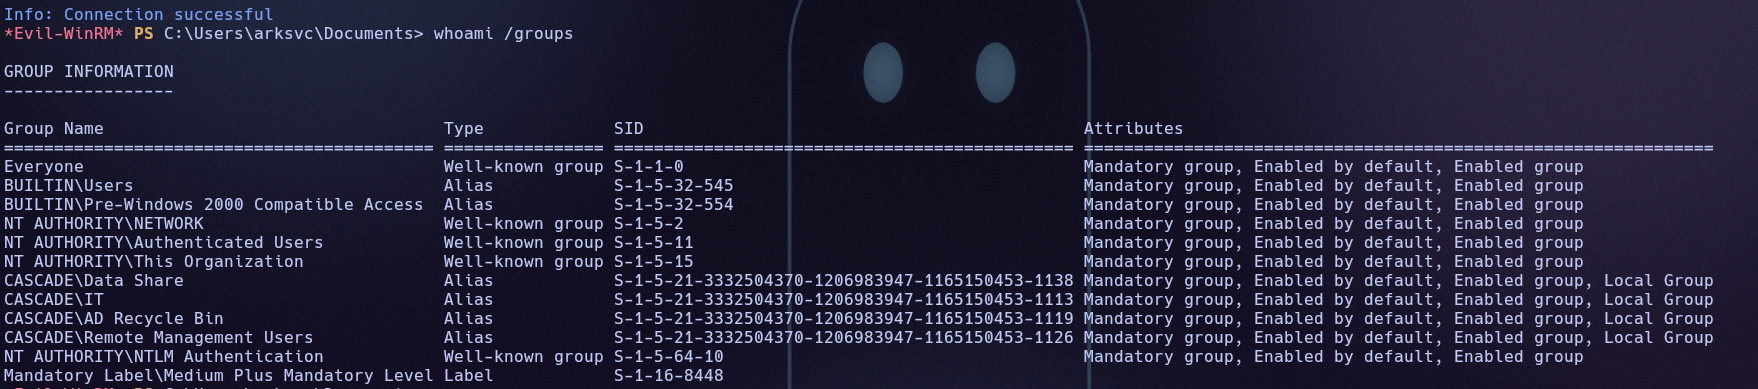 Info: Connection successful
*Evil-WinRM* PS C:\Users\arksvc\Documents> whoami /groups
GROUP INFORMATION
-----------------
Group Name                                  Type             SID                                            Attributes
=========================================== ================ ============================================== ===============================================================
Everyone                                    Well-known group S-1-1-0                                        Mandatory group, Enabled by default, Enabled group
BUILTIN\Users                               Alias            S-1-5-32-545                                   Mandatory group, Enabled by default, Enabled group
BUILTIN\Pre-Windows 2000 Compatible Access  Alias            S-1-5-32-554                                   Mandatory group, Enabled by default, Enabled group
NT AUTHORITY\NETWORK                        Well-known group S-1-5-2                                        Mandatory group, Enabled by default, Enabled group
NT AUTHORITY\Authenticated Users            Well-known group S-1-5-11                                       Mandatory group, Enabled by default, Enabled group
NT AUTHORITY\This Organization              Well-known group S-1-5-15                                       Mandatory group, Enabled by default, Enabled group
CASCADE\Data Share                          Alias            S-1-5-21-3332504370-1206983947-1165150453-1138 Mandatory group, Enabled by default, Enabled group, Local Group
CASCADE\IT                                  Alias            S-1-5-21-3332504370-1206983947-1165150453-1113 Mandatory group, Enabled by default, Enabled group, Local Group
CASCADE\AD Recycle Bin                      Alias            S-1-5-21-3332504370-1206983947-1165150453-1119 Mandatory group, Enabled by default, Enabled group, Local Group
CASCADE\Remote Management Users             Alias            S-1-5-21-3332504370-1206983947-1165150453-1126 Mandatory group, Enabled by default, Enabled group, Local Group
NT AUTHORITY\NTLM Authentication            Well-known group S-1-5-64-10                                    Mandatory group, Enabled by default, Enabled group
Mandatory Label\Medium Plus Mandatory Level Label            S-1-16-8448